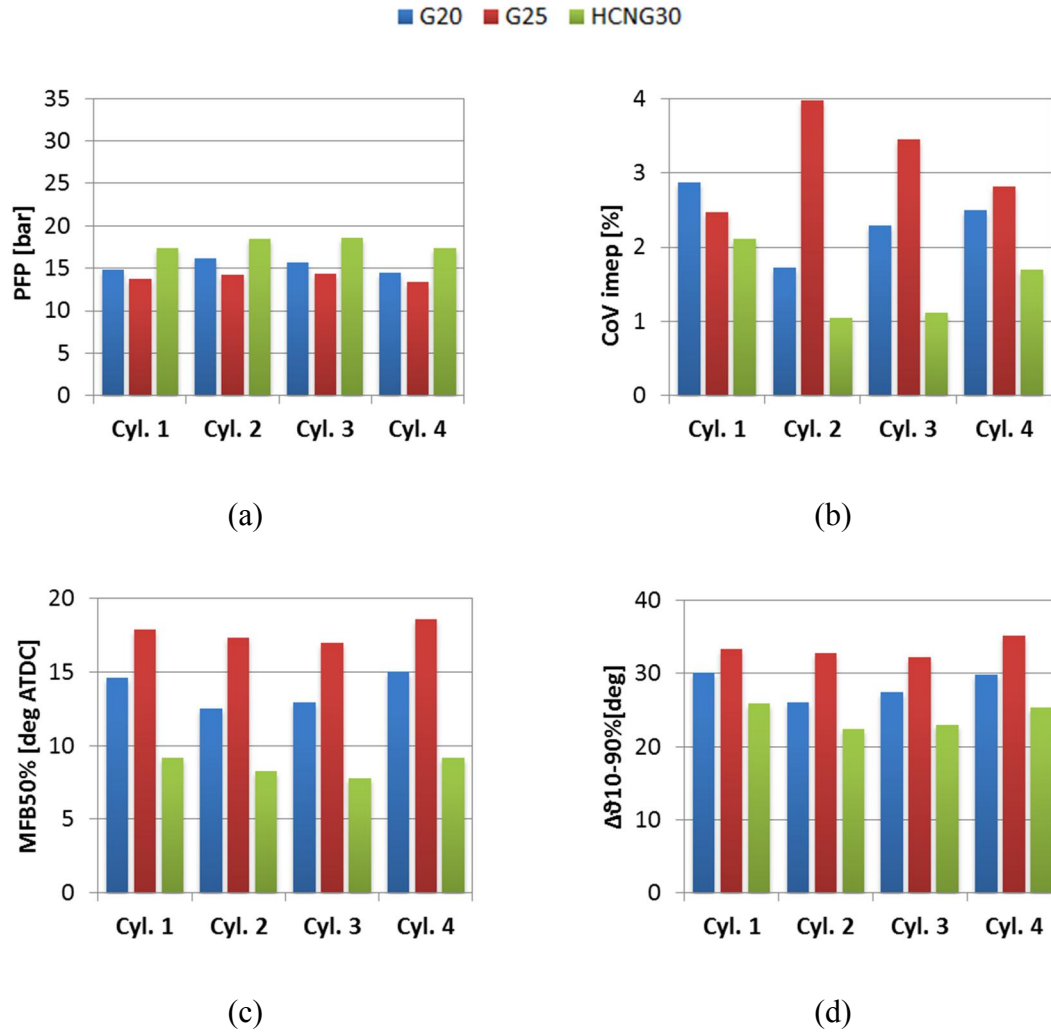 G20 G25 HCNG30
PFP [bar]
35
30
25
20
15
10
5
0
Cyl. 1 Cyl. 2 Cyl. 3 Cyl. 4
(a)
CoV imep [%]
4
3
2
1
0
Cyl. 1 Cyl. 2 Cyl. 3 Cyl. 4
(b)
MFB50% [deg ATDC]
20
15
10
5
0
Cyl. 1 Cyl. 2 Cyl. 3 Cyl. 4
(c)
Δϑ10-90%[deg]
40
30
20
10
0
Cyl. 1 Cyl. 2 Cyl. 3 Cyl. 4
(d)